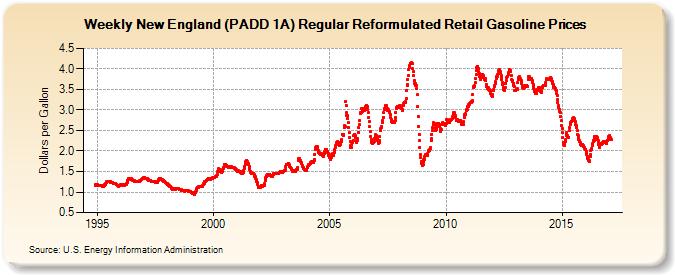 Weekly New England (PADD 1A) Regular Reformulated Retail Gasoline Prices
Dollars per Gallon
4.5
4.0
3.5
3.0
2.5
2.0
1.5
1.0
0.5
1995 2000 2005 2010 2015
Source: U.S. Energy Information Administration